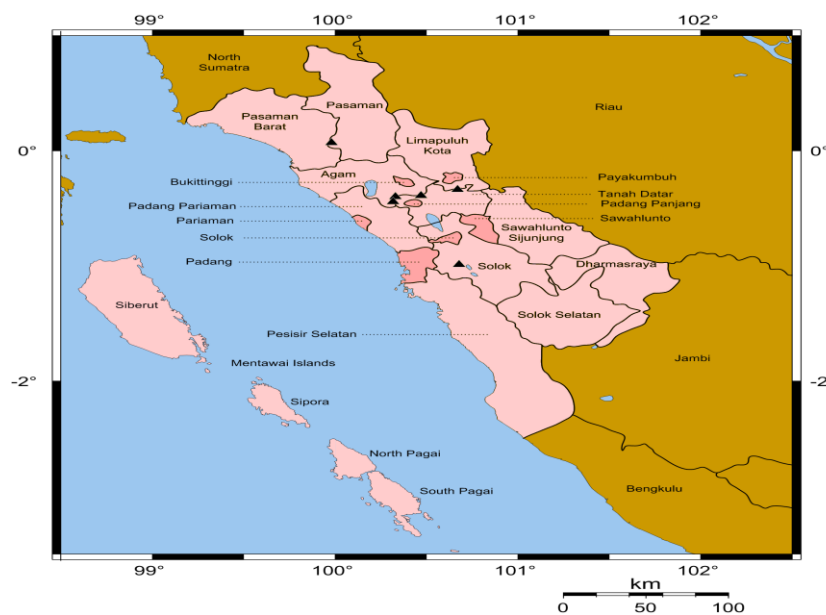 99°
100°
101°
102°
North
Sumatra
Riau
Pasaman
Pasaman
Barat
Limapuluh
Kota
0°
0°
Agam
Payakumbuh
Bukittinggi
Tanah Datar
Padang Pariaman
Padang Panjang
Pariaman
Sawahlunto
Sawahlunto
Sijunjung
Solok
Padang
Solok
Dharmasraya
Siberut
Solok Selatan
Pesisir Selatan
Jambi
Mentawai Islands
-2°
-2°
Sipora
North Pagai
South Pagai
Bengkulu
99°
100°
101°
102°
km
0
50
100